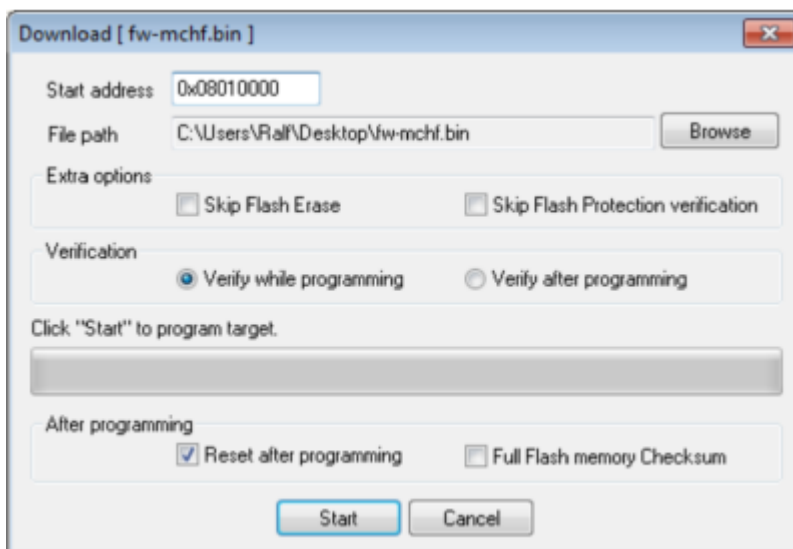 Download [ fw-mchf.bin ]
Start address 0x08010000
File path C:\Users\Ralf\Desktop\fw-mchf.bin Browse
Extra options
Skip Flash Erase Skip Flash Protection verification
Verification
Verify while programming Verify after programming
Click "Start" to program target.
After programming
Reset after programming Full Flash memory Checksum
Start Cancel